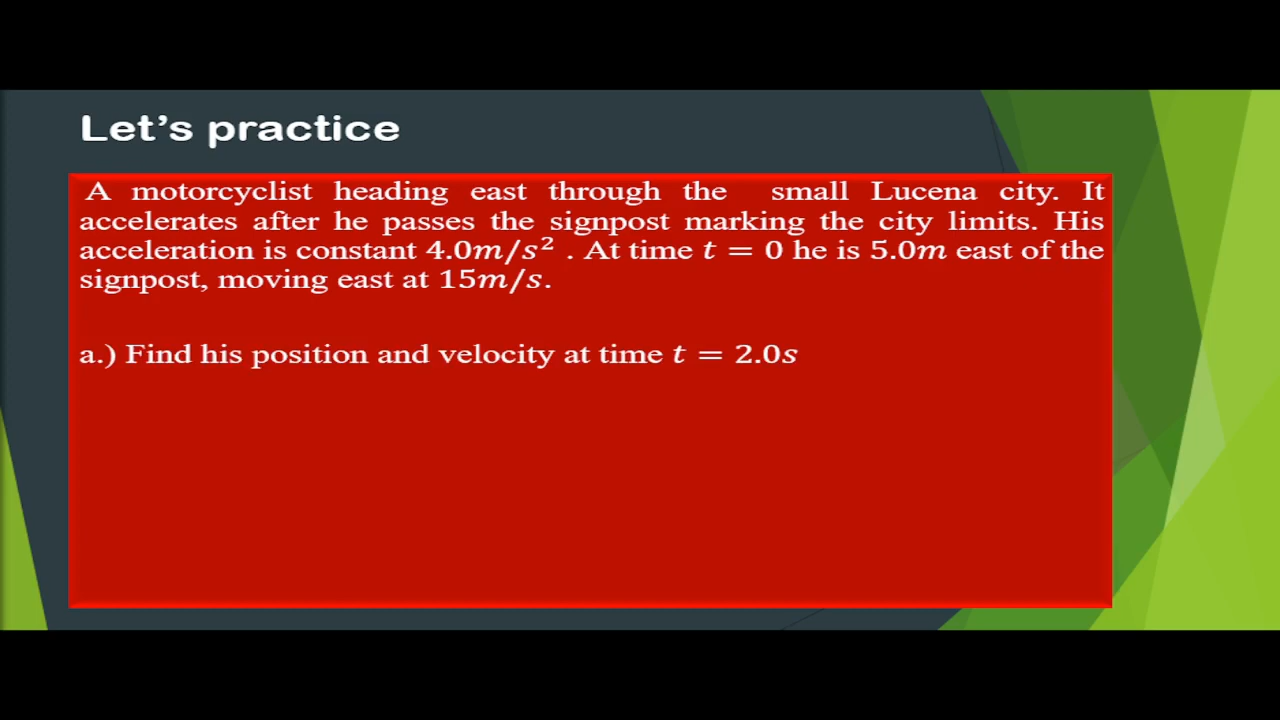 Let's practice
A motorcyclist heading east through the small Lucena city. It
accelerates after he passes the signpost marking the city limits. His
acceleration is constant 4.0m/s² . At time t = 0 he is 5.0m east of the
signpost, moving east at 15m/s.
a.) Find his position and velocity at time t = 2.0s